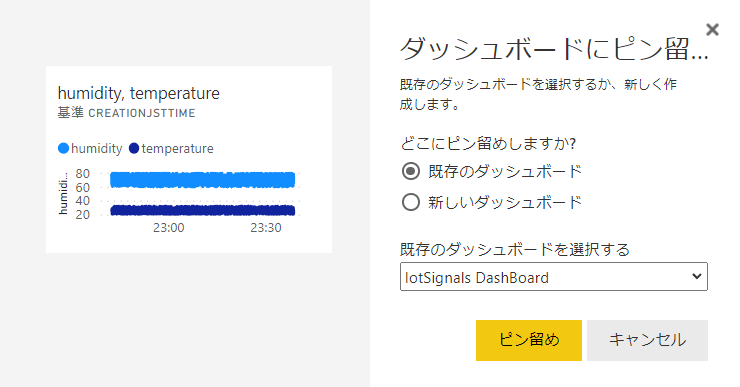 humidity, temperature
基準 CREATIONJSTTIME
humidity temperature
humidi...
80
60
40
20
23:00 23:30
ダッシュボードにピン留...
既存のダッシュボードを選択するか、新しく作
成します。
どこにピン留めしますか?
既存のダッシュボード
新しいダッシュボード
既存のダッシュボードを選択する
IotSignals DashBoard
ピン留め キャンセル